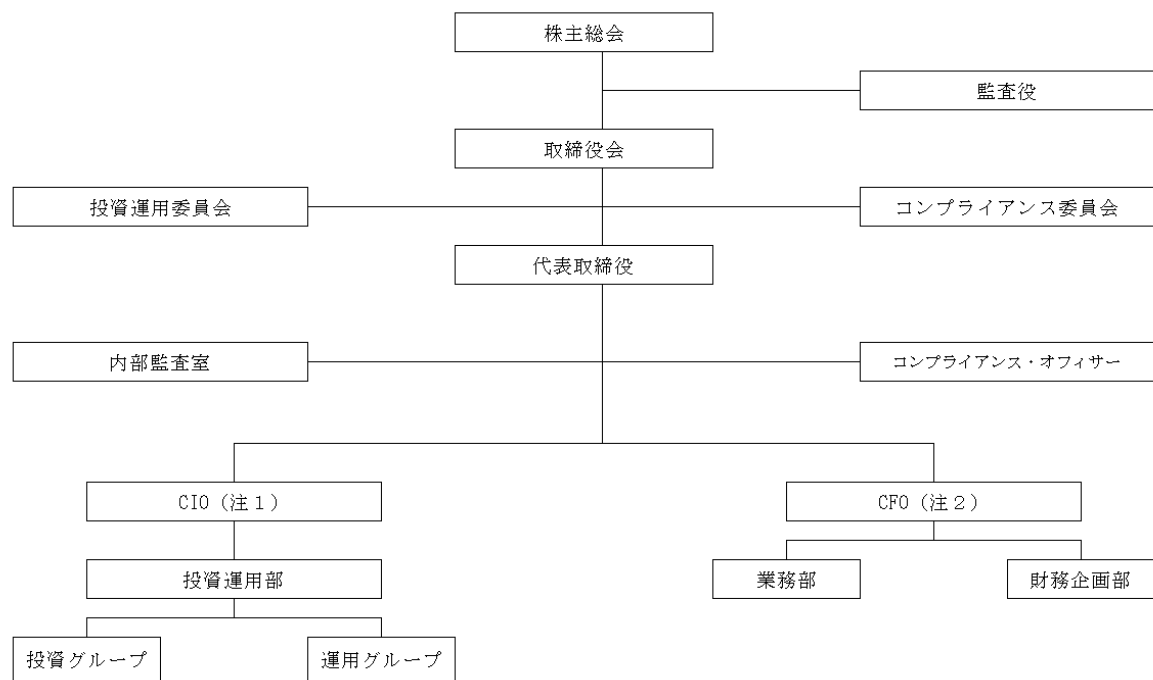 株主総会
監査役
取締役会
投資運用委員会
コンプライアンス委員会
代表取締役
内部監査室
コンプライアンス・オフィサー
CIO（注１）
CFO（注２）
投資運用部
業務部
財務企画部
投資グループ
運用グループ